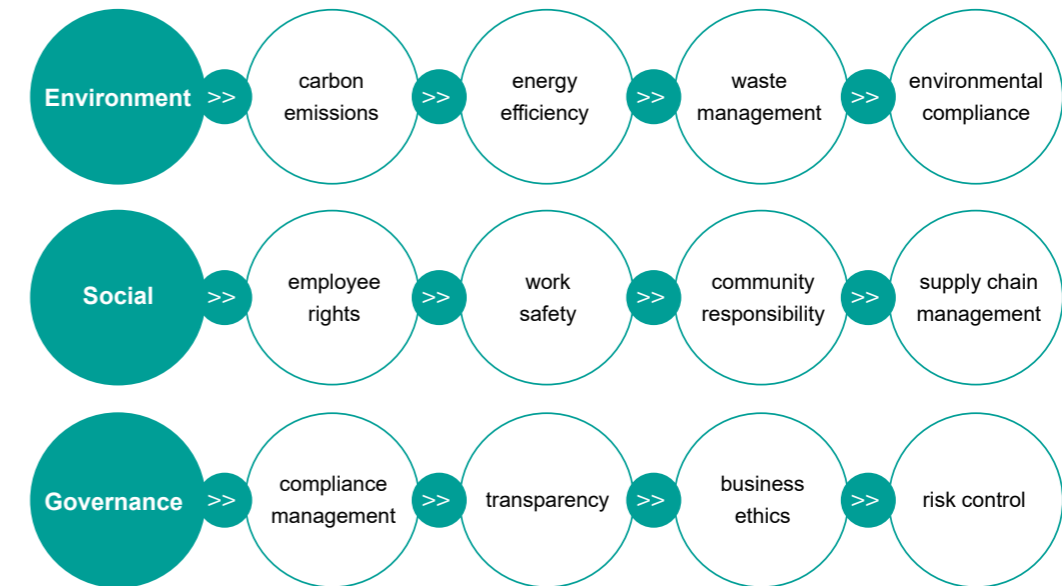 Environment >> carbon emissions >> energy efficiency >> waste management >> environmental compliance
Social >> employee rights >> work safety >> community responsibility >> supply chain management
Governance >> compliance management >> transparency >> business ethics >> risk control